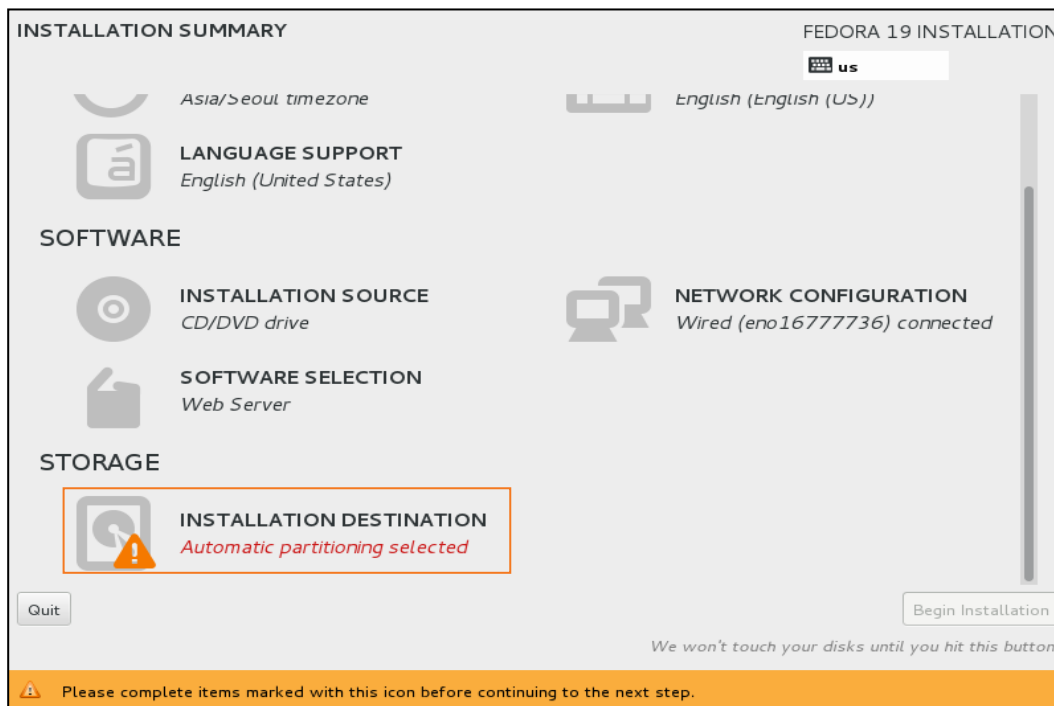 INSTALLATION SUMMARY
FEDORA 19 INSTALLATION
us
Asia/Seoul timezone
English (English (US))
LANGUAGE SUPPORT
English (United States)
SOFTWARE
INSTALLATION SOURCE
CD/DVD drive
NETWORK CONFIGURATION
Wired (eno16777736) connected
SOFTWARE SELECTION
Web Server
STORAGE
INSTALLATION DESTINATION
Automatic partitioning selected
Quit
Begin Installation
We won't touch your disks until you hit this button
Please complete items marked with this icon before continuing to the next step.